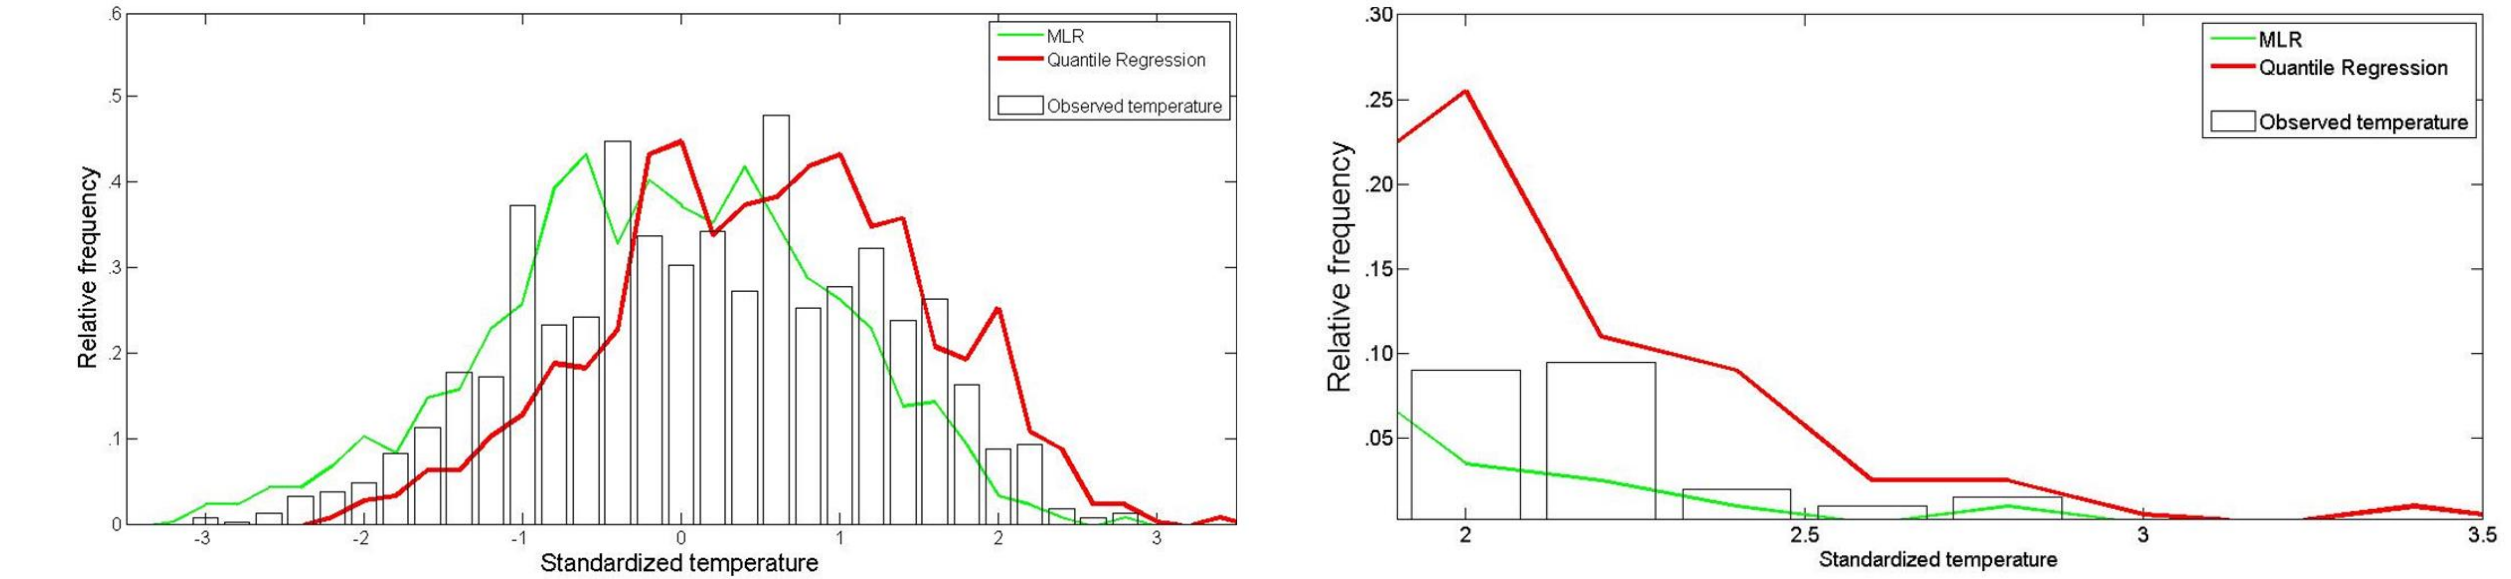 .6
.5
.4
.3
.2
.1
0
Relative frequency
-3 -2 -1 0 1 2 3
Standardized temperature
MLR
Quantile Regression
Observed temperature
.30
.25
.20
.15
.10
.05
Relative frequency
2 2.5 3 3.5
Standardized temperature
MLR
Quantile Regression
Observed temperature